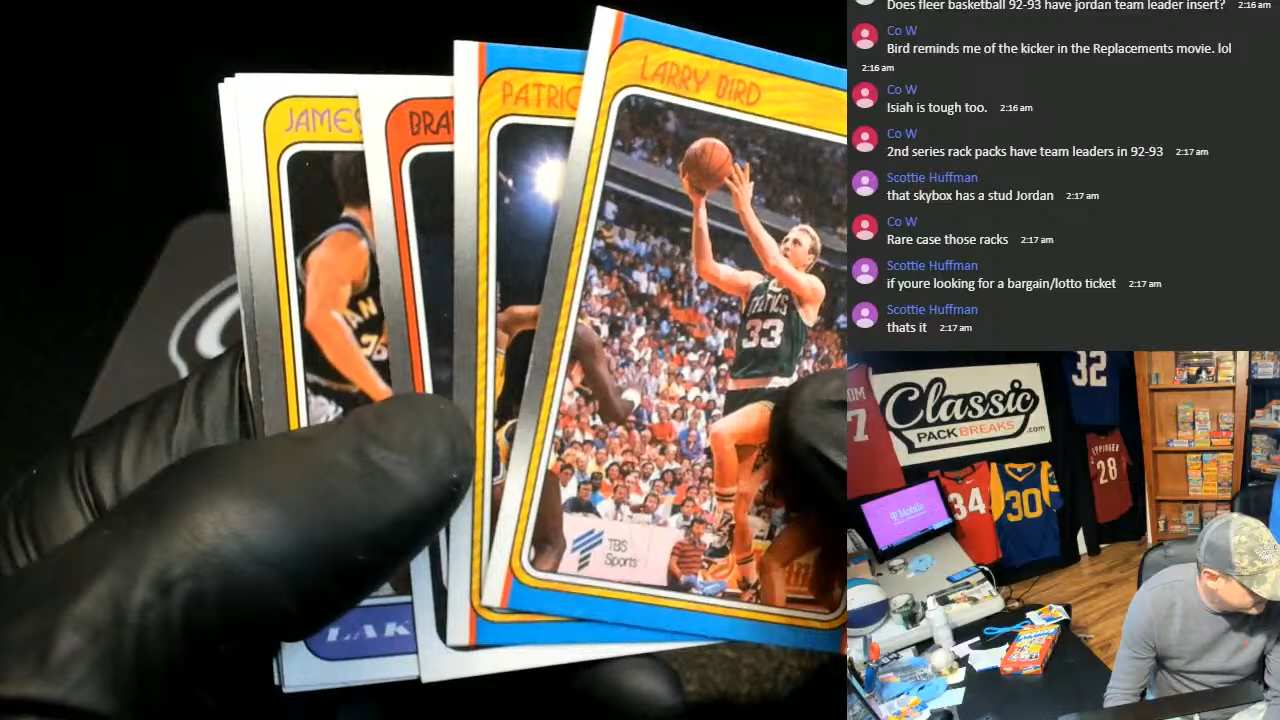 JAMES
BRA
PATRIC
LARRY BIRD
CELTICS
33
TBS
Sports
LAK
Does fleer basketball 92-93 have jordan team leader insert? 2:16 am
Co W
Bird reminds me of the kicker in the Replacements movie. lol
2:16 am
Co W
Isiah is tough too. 2:16 am
Co W
2nd series rack packs have team leaders in 92-93 2:17 am
Scottie Huffman
that skybox has a stud Jordan 2:17 am
Co W
Rare case those racks 2:17 am
Scottie Huffman
if youre looking for a bargain/lotto ticket 2:17 am
Scottie Huffman
thats it 2:17 am
32
Classic
PACK BREAKS.com
7
34
30
28
T Mobile